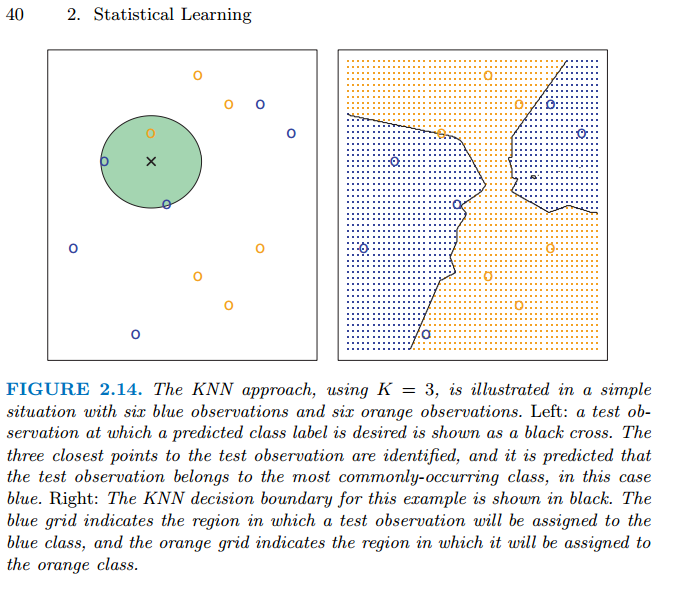 40 2. Statistical Learning
FIGURE 2.14. The KNN approach, using K = 3, is illustrated in a simple
situation with six blue observations and six orange observations. Left: a test ob-
servation at which a predicted class label is desired is shown as a black cross. The
three closest points to the test observation are identified, and it is predicted that
the test observation belongs to the most commonly-occurring class, in this case
blue. Right: The KNN decision boundary for this example is shown in black. The
blue grid indicates the region in which a test observation will be assigned to the
blue class, and the orange grid indicates the region in which it will be assigned to
the orange class.